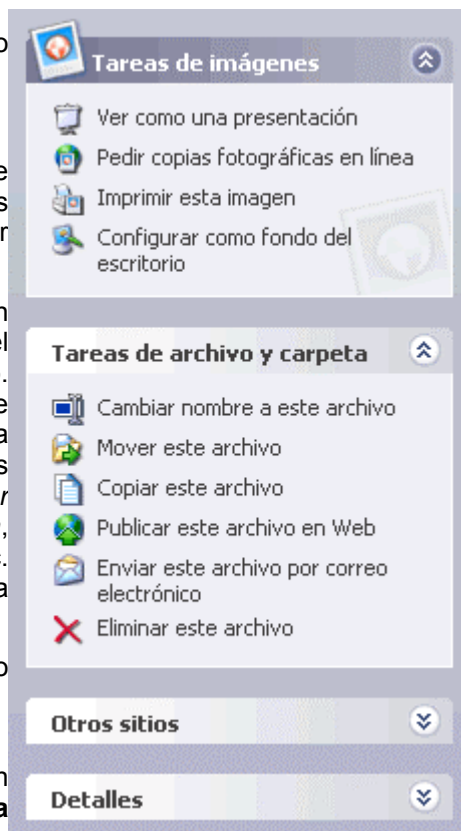 Tareas de imágenes
Ver como una presentación
Pedir copias fotográficas en línea
Imprimir esta imagen
Configurar como fondo del
escritorio
Tareas de archivo y carpeta
Cambiar nombre a este archivo
Mover este archivo
Copiar este archivo
Publicar este archivo en Web
Enviar este archivo por correo
electrónico
Eliminar este archivo
Otros sitios
Detalles